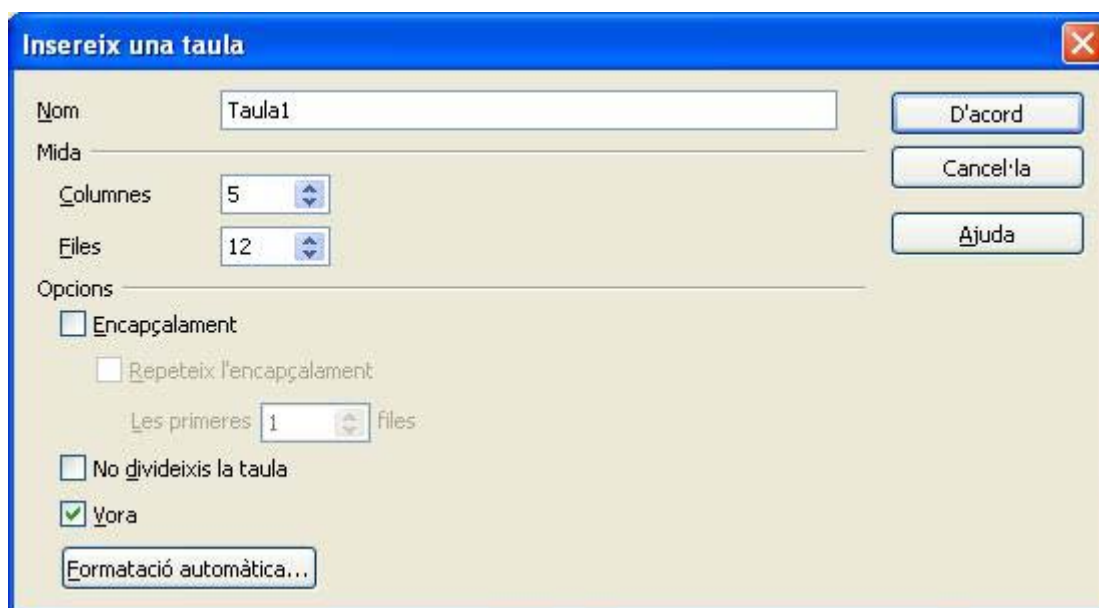 Insereix una taula
Nom Taula1 D'acord
Mida Cancel·la
Columnes 5
Files 12 Ajuda
Opcions
Encapçalament
Repeteix l'encapçalament
Les primeres 1 files
No divideixis la taula
Vora
Formatació automàtica...